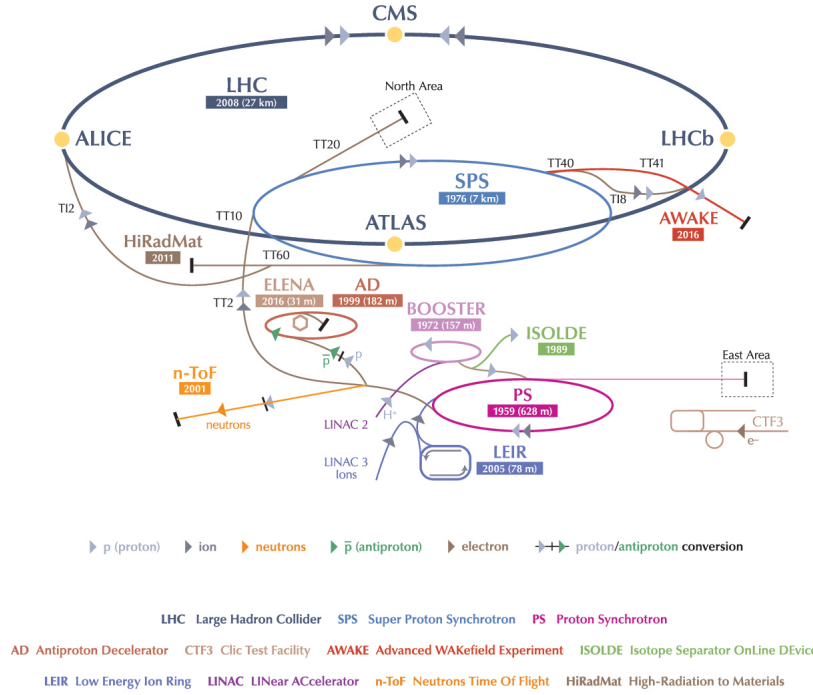 CMS
LHC
2008 (27 km)
North Area
ALICE
TT20
LHCb
TT40
TT41
SPS
1976 (7 km)
TI8
TI2
TT10
ATLAS
AWAKE
2016
HiRadMat
2011
TT60
ELENA
2016 (31 m)
AD
1999 (182 m)
TT2
BOOSTER
1972 (157 m)
ISOLDE
1989
p̅
p
East Area
n-ToF
2001
PS
1959 (628 m)
neutrons
H⁺
LINAC 2
CTF3
e–
LINAC 3
Ions
LEIR
2005 (78 m)
p (proton) ion neutrons p̅ (antiproton) electron proton/antiproton conversion
LHC Large Hadron Collider SPS Super Proton Synchrotron PS Proton Synchrotron
AD Antiproton Decelerator CTF3 Clic Test Facility AWAKE Advanced WAKefield Experiment ISOLDE Isotope Separator OnLine DEvice
LEIR Low Energy Ion Ring LINAC LINear ACcelerator n-ToF Neutrons Time Of Flight HiRadMat High-Radiation to Materials